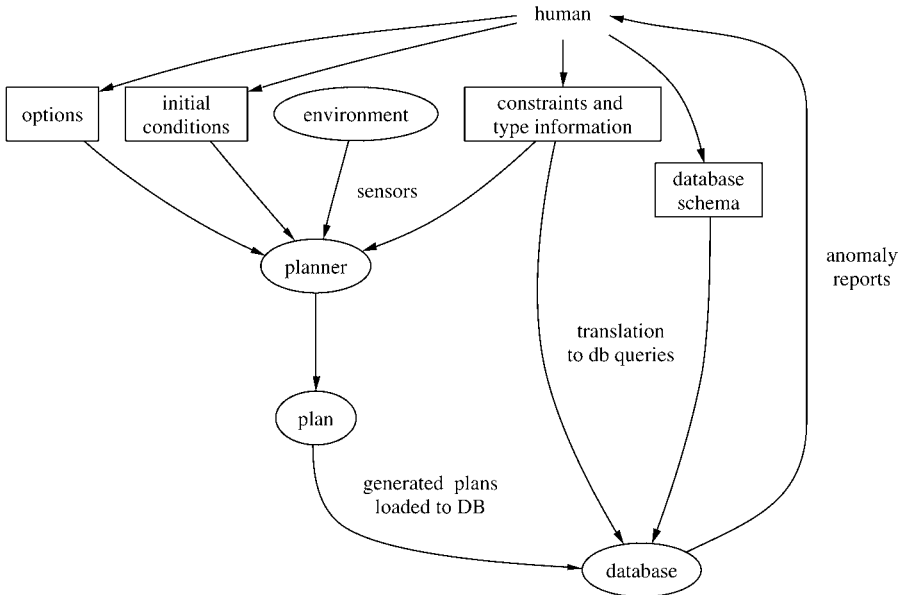 human
options
initial
conditions
environment
constraints and
type information
database
schema
sensors
planner
anomaly
reports
translation
to db queries
plan
generated plans
loaded to DB
database